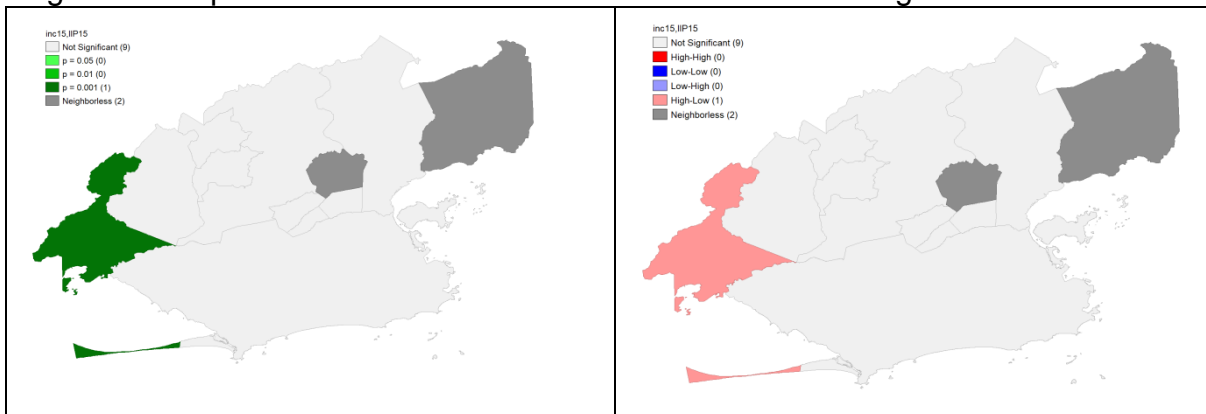 inc15,IIP15
Not Significant (9)
p = 0.05 (0)
p = 0.01 (0)
p = 0.001 (1)
Neighborless (2)
inc15,IIP15
Not Significant (9)
High-High (0)
Low-Low (0)
Low-High (0)
High-Low (1)
Neighborless (2)